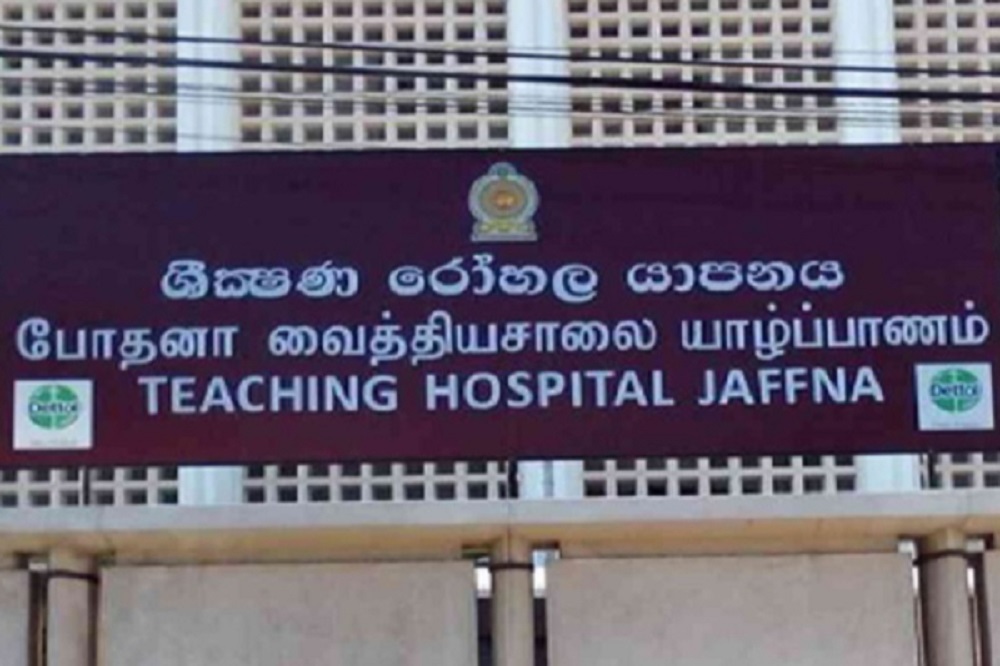 ශික්ෂණ රෝහල යාපනය
போதனா வைத்தியசாலை யாழ்ப்பாணம்
TEACHING HOSPITAL JAFFNA
Dettol
Dettol